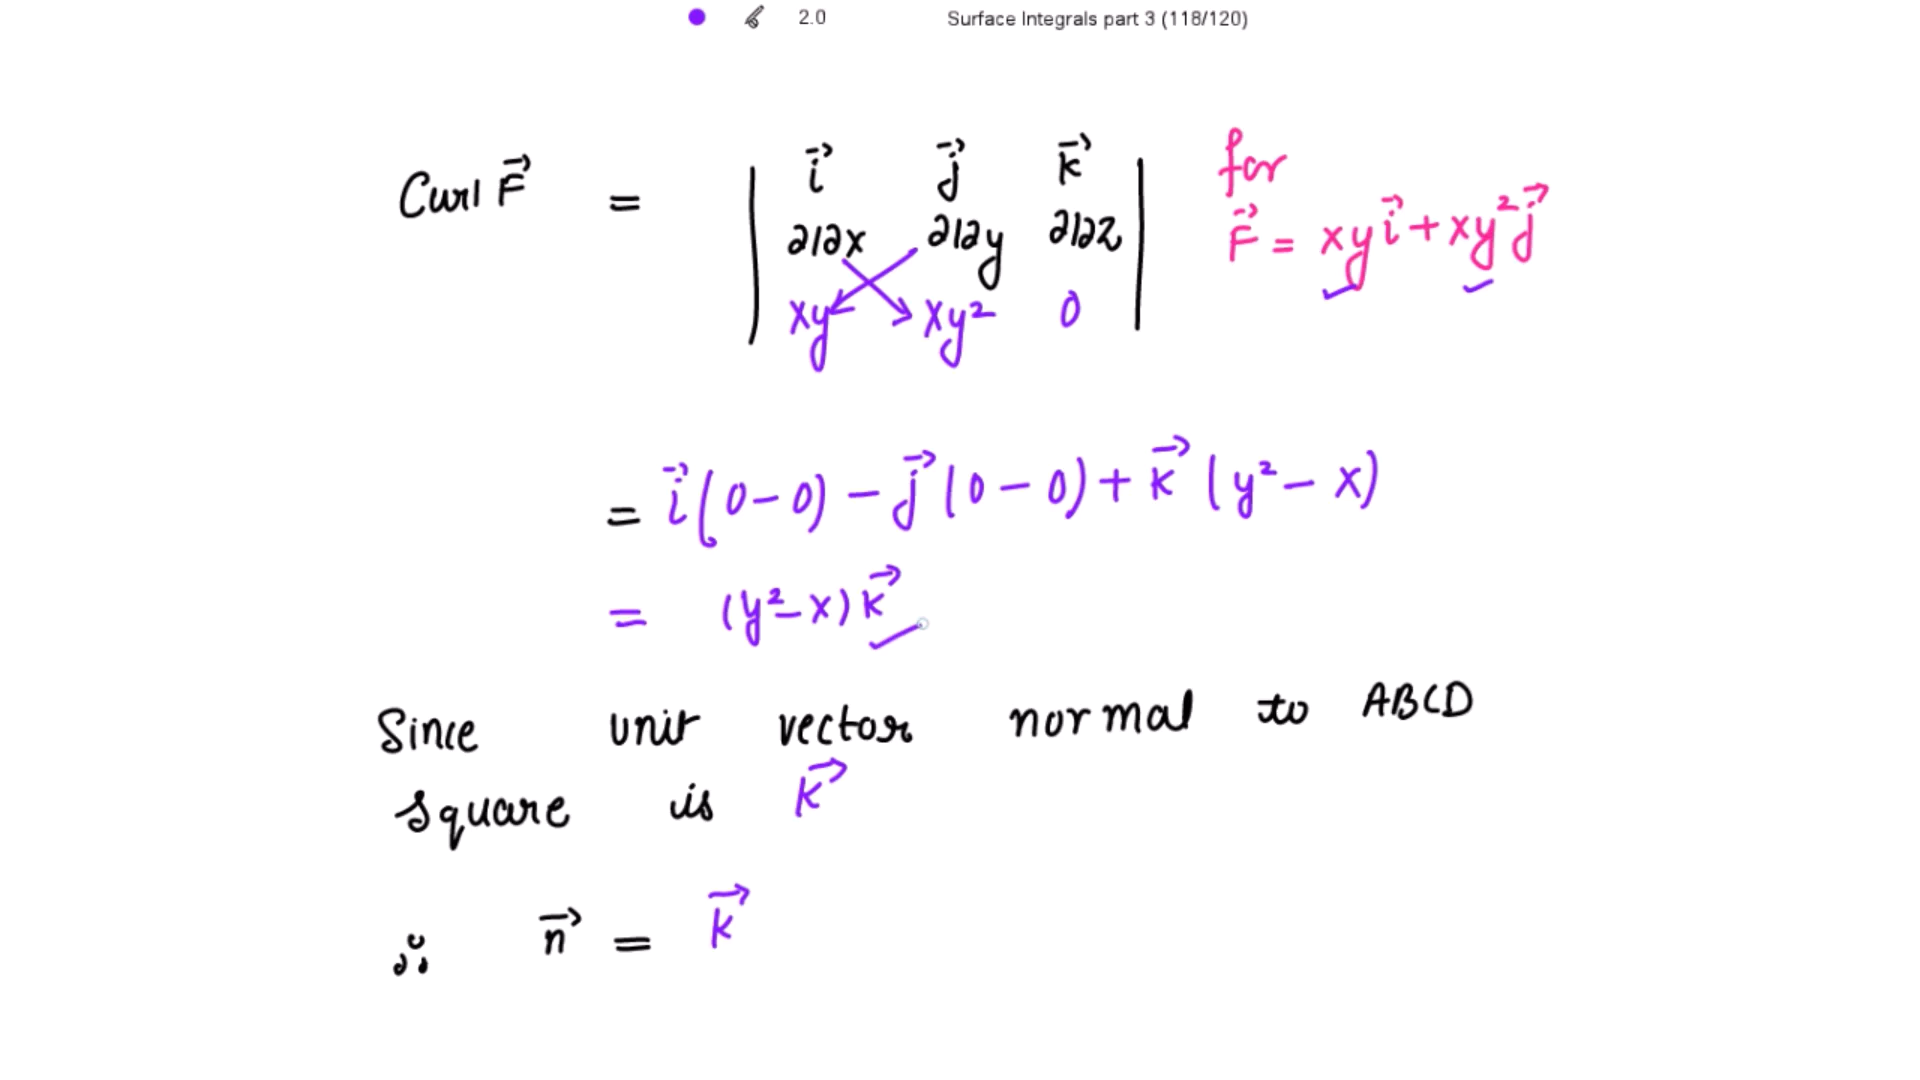 2.0 Surface Integrals part 3 (118/120)
Curl F⃗ = | i⃗ j⃗ k⃗ | for
∂/∂x ∂/∂y ∂/∂z F⃗ = xy i⃗ + xy² j⃗
xy xy² 0
= i⃗ (0-0) - j⃗ (0-0) + k⃗ (y² - x)
= (y² - x) k⃗
Since unit vector normal to ABCD
square is k⃗
∴ n⃗ = k⃗